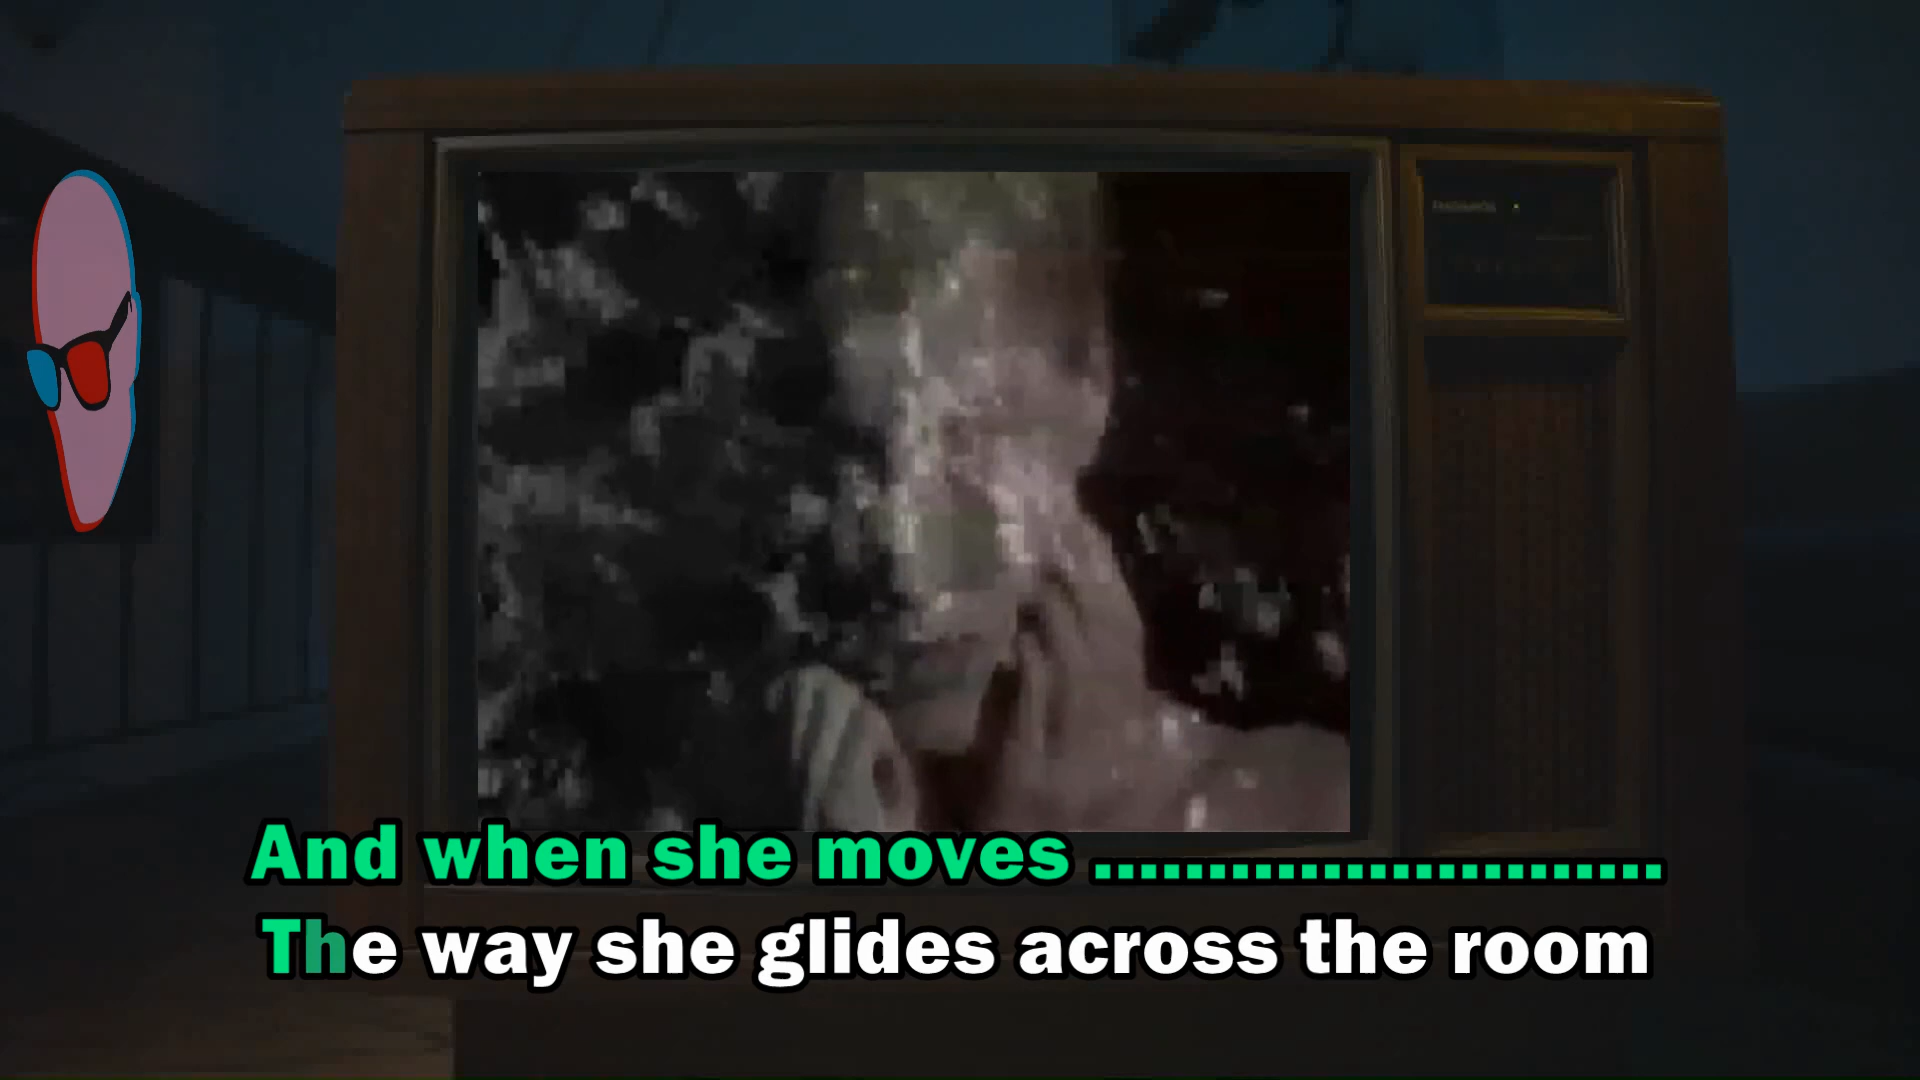 And when she moves ........................
The way she glides across the room